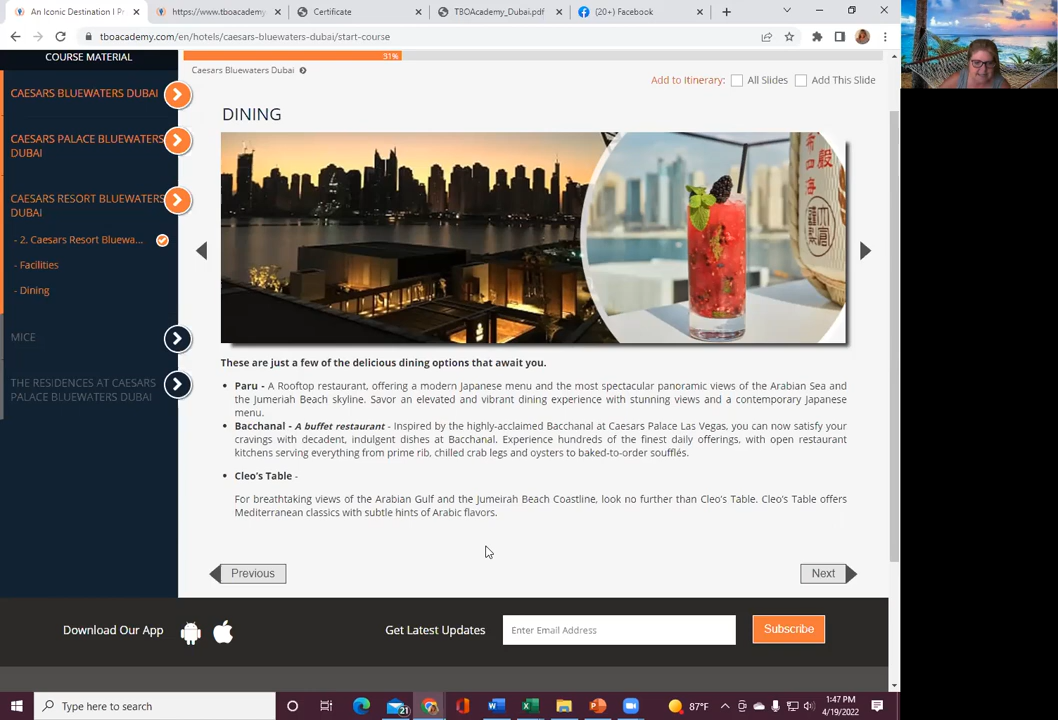 An Iconic Destination I Pr
https://www.tboacademy
Certificate
TBOAcademy_Dubai.pdf
(20+) Facebook
tboacademy.com/en/hotels/caesars-bluewaters-dubai/start-course
COURSE MATERIAL
31%
Caesars Bluewaters Dubai
Add to Itinerary:
All Slides
Add This Slide
CAESARS BLUEWATERS DUBAI
CAESARS PALACE BLUEWATERS
DUBAI
CAESARS RESORT BLUEWATERS
DUBAI
- 2. Caesars Resort Bluewa...
- Facilities
- Dining
MICE
THE RESIDENCES AT CAESARS
PALACE BLUEWATERS DUBAI
DINING
These are just a few of the delicious dining options that await you.
• Paru - A Rooftop restaurant, offering a modern Japanese menu and the most spectacular panoramic views of the Arabian Sea and
the Jumeriah Beach skyline. Savor an elevated and vibrant dining experience with stunning views and a contemporary Japanese
menu.
• Bacchanal - A buffet restaurant - Inspired by the highly-acclaimed Bacchanal at Caesars Palace Las Vegas, you can now satisfy your
cravings with decadent, indulgent dishes at Bacchanal. Experience hundreds of the finest daily offerings, with open restaurant
kitchens serving everything from prime rib, chilled crab legs and oysters to baked-to-order soufflés.
• Cleo's Table -
For breathtaking views of the Arabian Gulf and the Jumeirah Beach Coastline, look no further than Cleo's Table. Cleo's Table offers
Mediterranean classics with subtle hints of Arabic flavors.
Previous
Next
Download Our App
Get Latest Updates
Enter Email Address
Subscribe
Type here to search
21
87°F
1:47 PM
4/19/2022